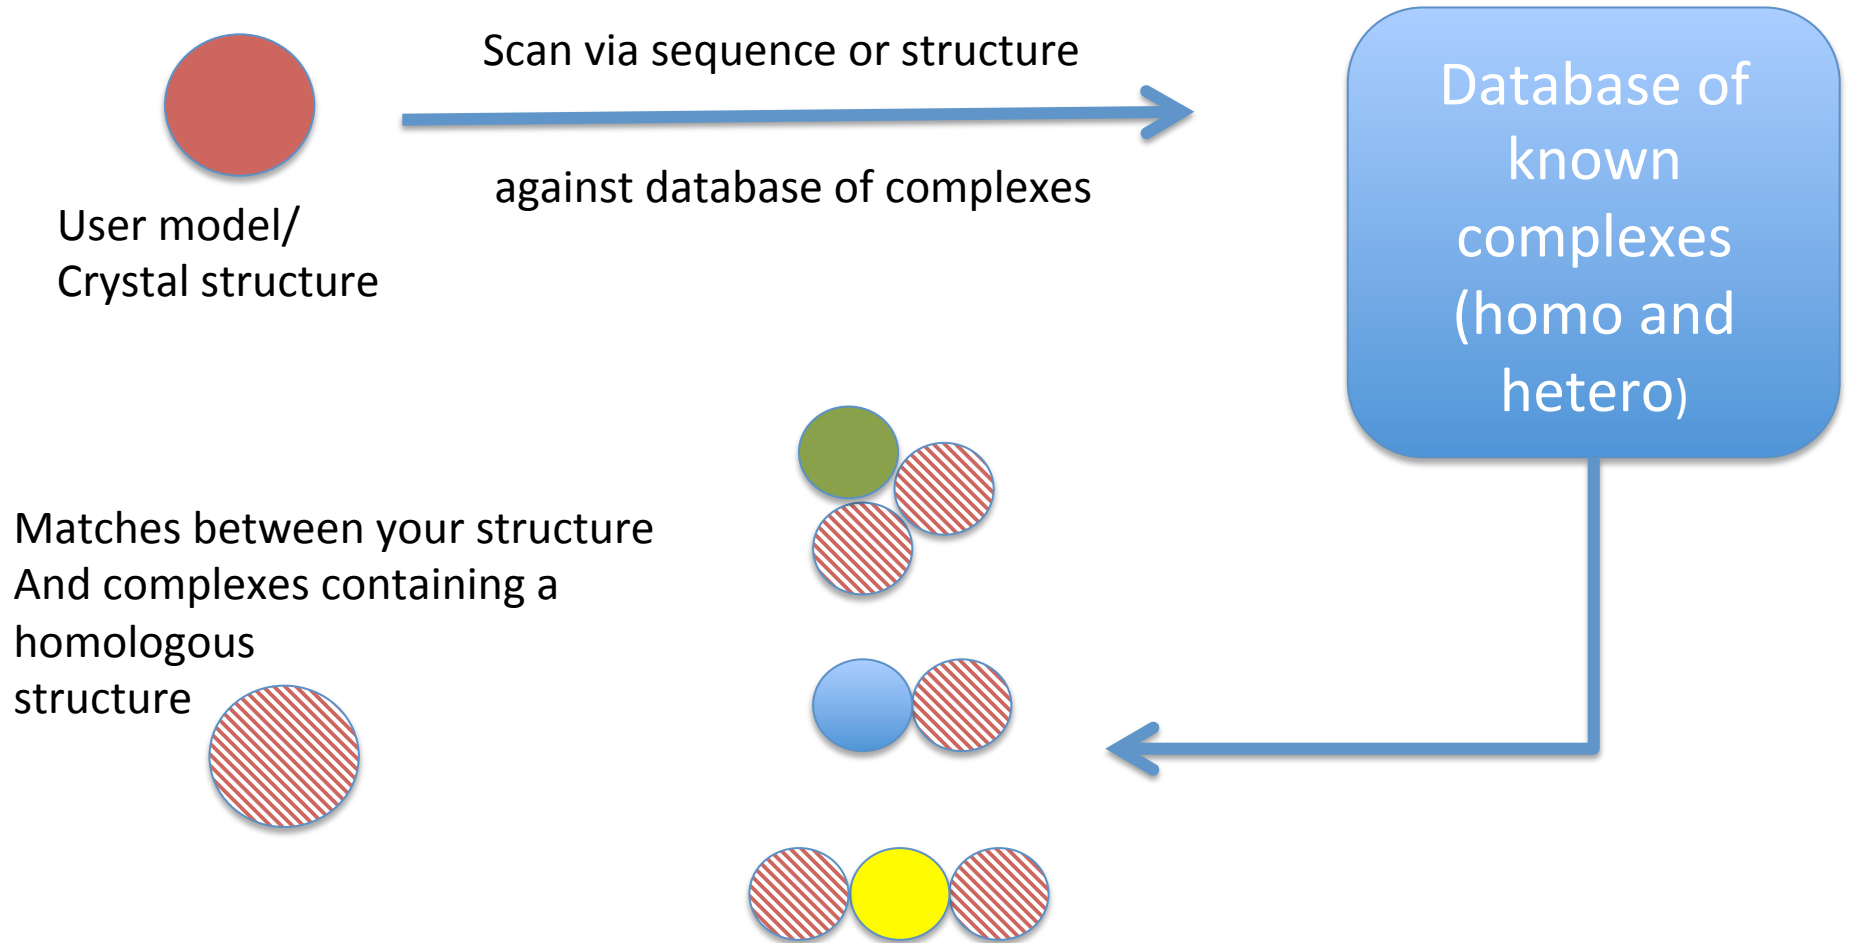 Scan via sequence or structure
against database of complexes
User model/
Crystal structure
Database of
known
complexes
(homo and
hetero)
Matches between your structure
And complexes containing a
homologous
structure